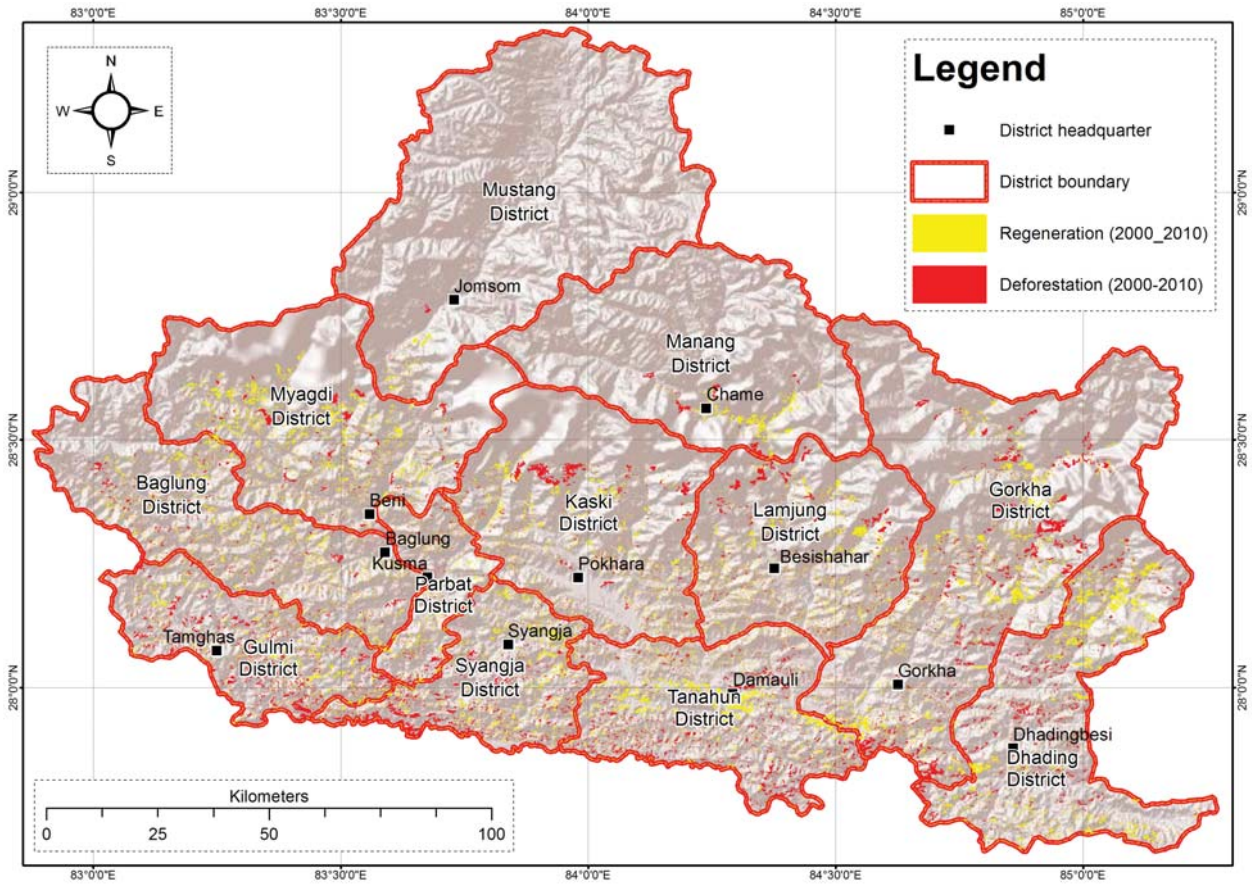 83°0'0"E
83°30'0"E
84°0'0"E
84°30'0"E
85°0'0"E
N
W
E
S
Legend
District headquarter
District boundary
Regeneration (2000_2010)
Deforestation (2000-2010)
29°0'0"N
29°0'0"N
Mustang
District
Jomsom
Manang
District
Chame
Myagdi
District
28°30'0"N
28°30'0"N
Baglung
District
Beni
Baglung
Kusma
Parbat
District
Kaski
District
Pokhara
Lamjung
District
Besishahar
Gorkha
District
Tamghas
Gulmi
District
Syangja
Syangja
District
28°0'0"N
28°0'0"N
Damauli
Tanahun
District
Gorkha
Dhadingbesi
Dhading
District
Kilometers
0
25
50
100
83°0'0"E
83°30'0"E
84°0'0"E
84°30'0"E
85°0'0"E